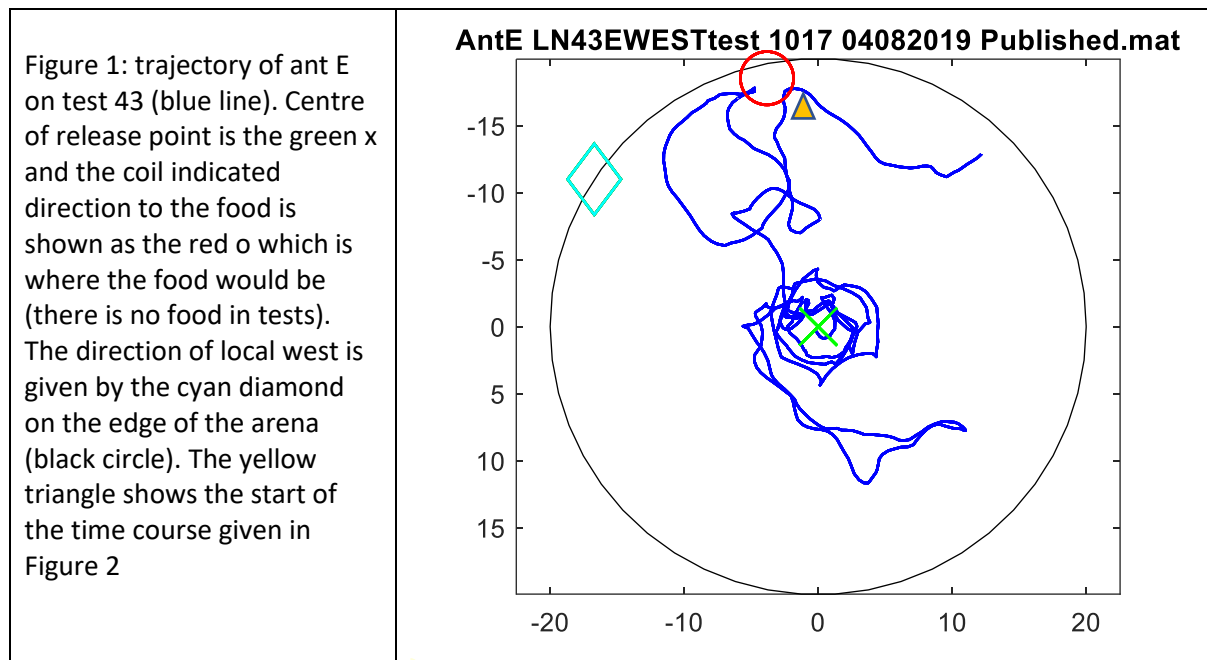 Figure 1: trajectory of ant E
on test 43 (blue line). Centre
of release point is the green x
and the coil indicated
direction to the food is
shown as the red o which is
where the food would be
(there is no food in tests).
The direction of local west is
given by the cyan diamond
on the edge of the arena
(black circle). The yellow
triangle shows the start of
the time course given in
Figure 2
AntE LN43EWESTtest 1017 04082019 Published.mat
-15
-10
-5
0
5
10
15
-20 -10 0 10 20